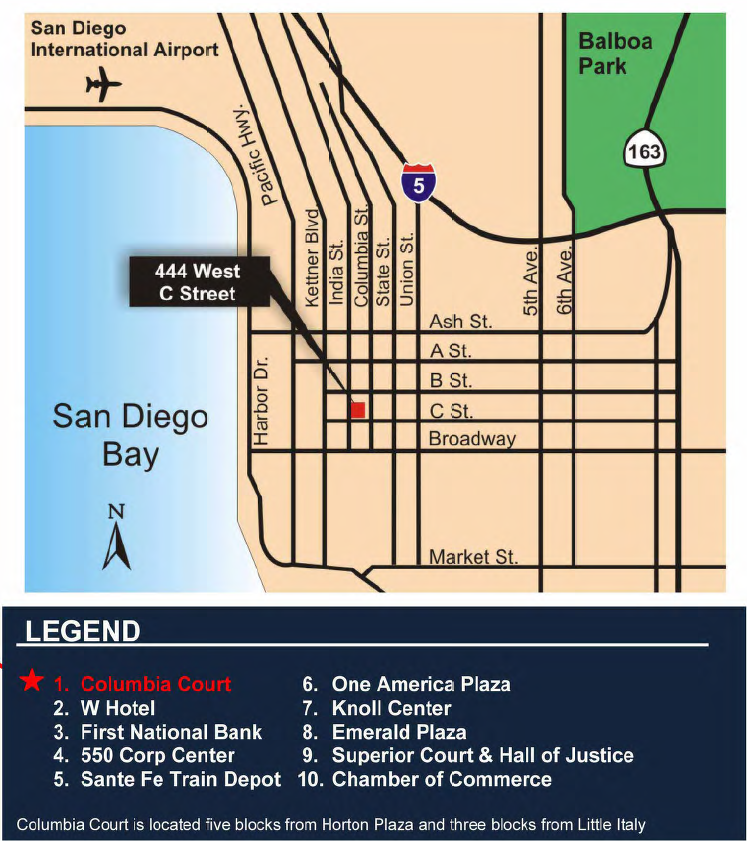 San Diego
International Airport
Balboa
Park
163
Pacific Hwy.
5
Kettner Blvd.
India St.
Columbia St.
State St.
Union St.
5th Ave.
6th Ave.
444 West
C Street
Ash St.
A St.
B St.
C St.
Broadway
Harbor Dr.
San Diego
Bay
N
Market St.
LEGEND
1. Columbia Court
2. W Hotel
3. First National Bank
4. 550 Corp Center
5. Sante Fe Train Depot
6. One America Plaza
7. Knoll Center
8. Emerald Plaza
9. Superior Court & Hall of Justice
10. Chamber of Commerce
Columbia Court is located five blocks from Horton Plaza and three blocks from Little Italy